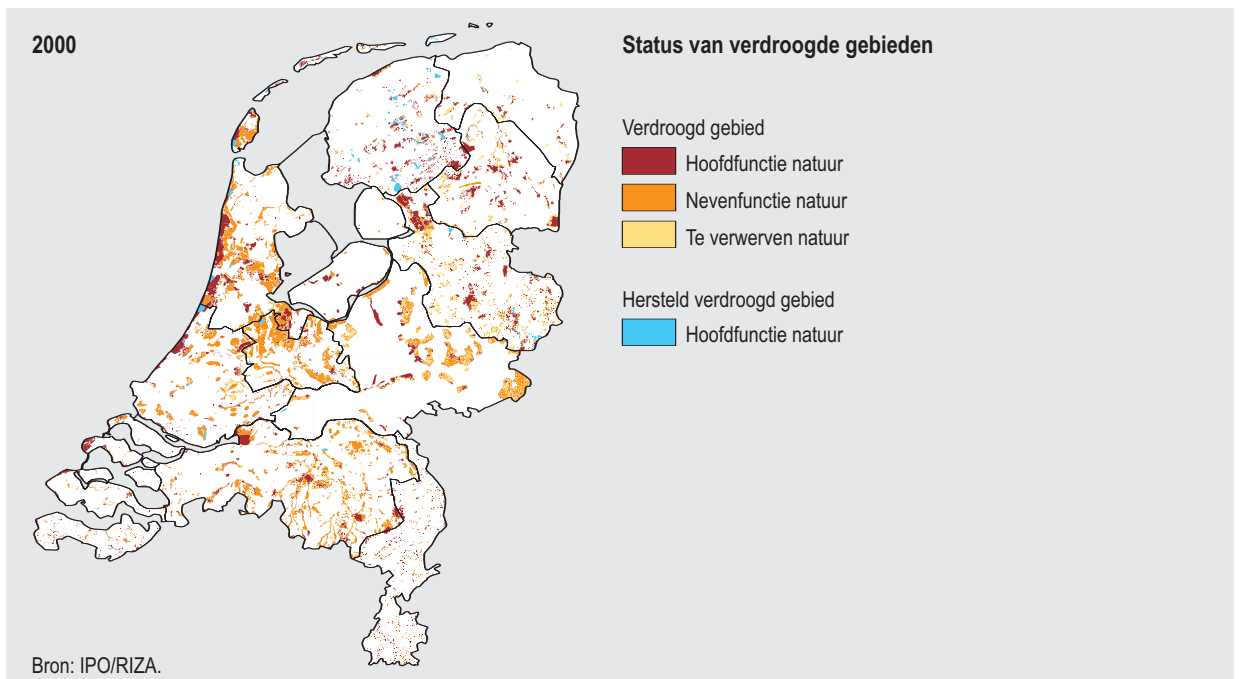 2000
Status van verdroogde gebieden
Verdroogd gebied
Hoofdfunctie natuur
Nevenfunctie natuur
Te verwerven natuur
Hersteld verdroogd gebied
Hoofdfunctie natuur
Bron: IPO/RIZA.